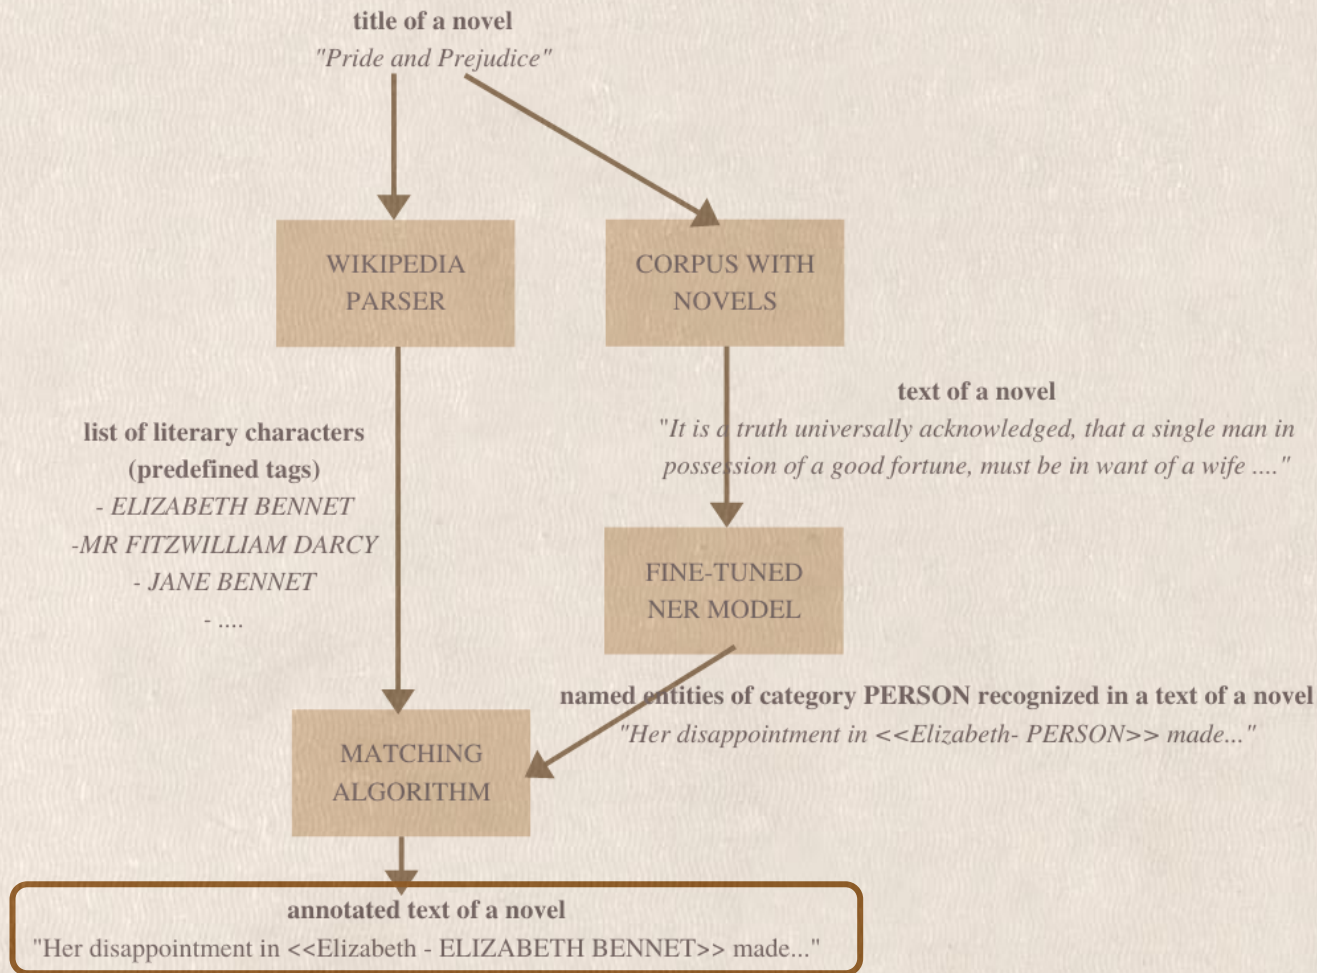 title of a novel
"Pride and Prejudice"
WIKIPEDIA
PARSER
CORPUS WITH
NOVELS
text of a novel
"It is a truth universally acknowledged, that a single man in
possession of a good fortune, must be in want of a wife ...."
list of literary characters
(predefined tags)
- ELIZABETH BENNET
-MR FITZWILLIAM DARCY
- JANE BENNET
- ....
FINE-TUNED
NER MODEL
named entities of category PERSON recognized in a text of a novel
"Her disappointment in <<Elizabeth- PERSON>> made..."
MATCHING
ALGORITHM
annotated text of a novel
"Her disappointment in <<Elizabeth - ELIZABETH BENNET>> made..."